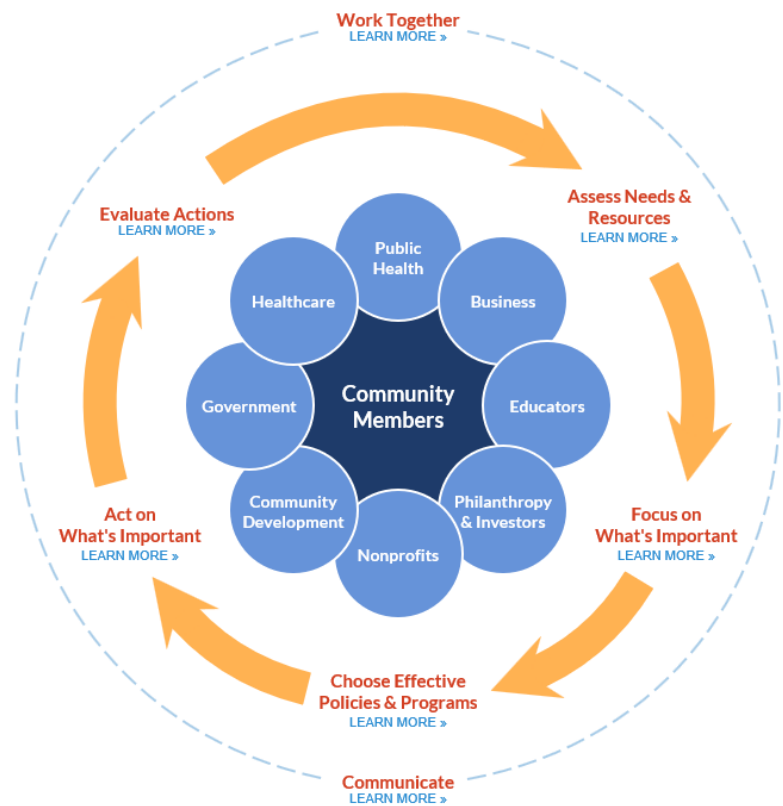 Work Together
LEARN MORE »
Evaluate Actions
LEARN MORE »
Assess Needs &
Resources
LEARN MORE »
Public
Health
Healthcare
Business
Government
Community
Members
Educators
Community
Development
Philanthropy
& Investors
Nonprofits
Act on
What's Important
LEARN MORE »
Focus on
What's Important
LEARN MORE »
Choose Effective
Policies & Programs
LEARN MORE »
Communicate
LEARN MORE »